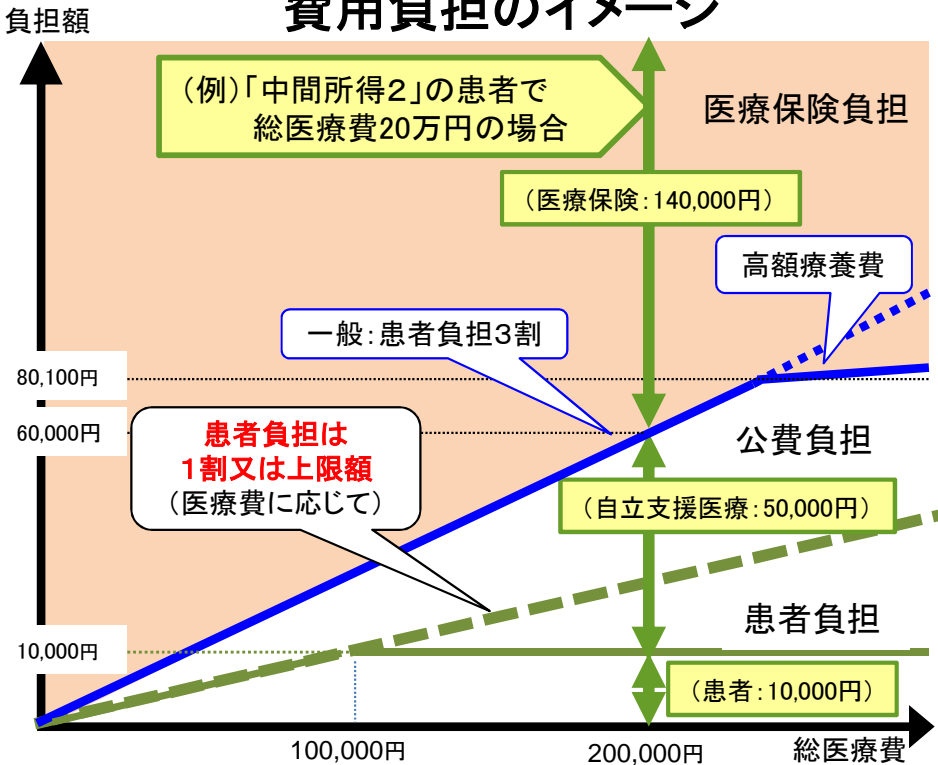 費用負担のイメージ
負担額
(例)「中間所得2」の患者で
総医療費20万円の場合
医療保険負担
(医療保険:140,000円)
高額療養費
一般:患者負担3割
80,100円
60,000円
患者負担は
1割又は上限額
(医療費に応じて)
公費負担
(自立支援医療:50,000円)
患者負担
10,000円
(患者:10,000円)
100,000円
200,000円
総医療費